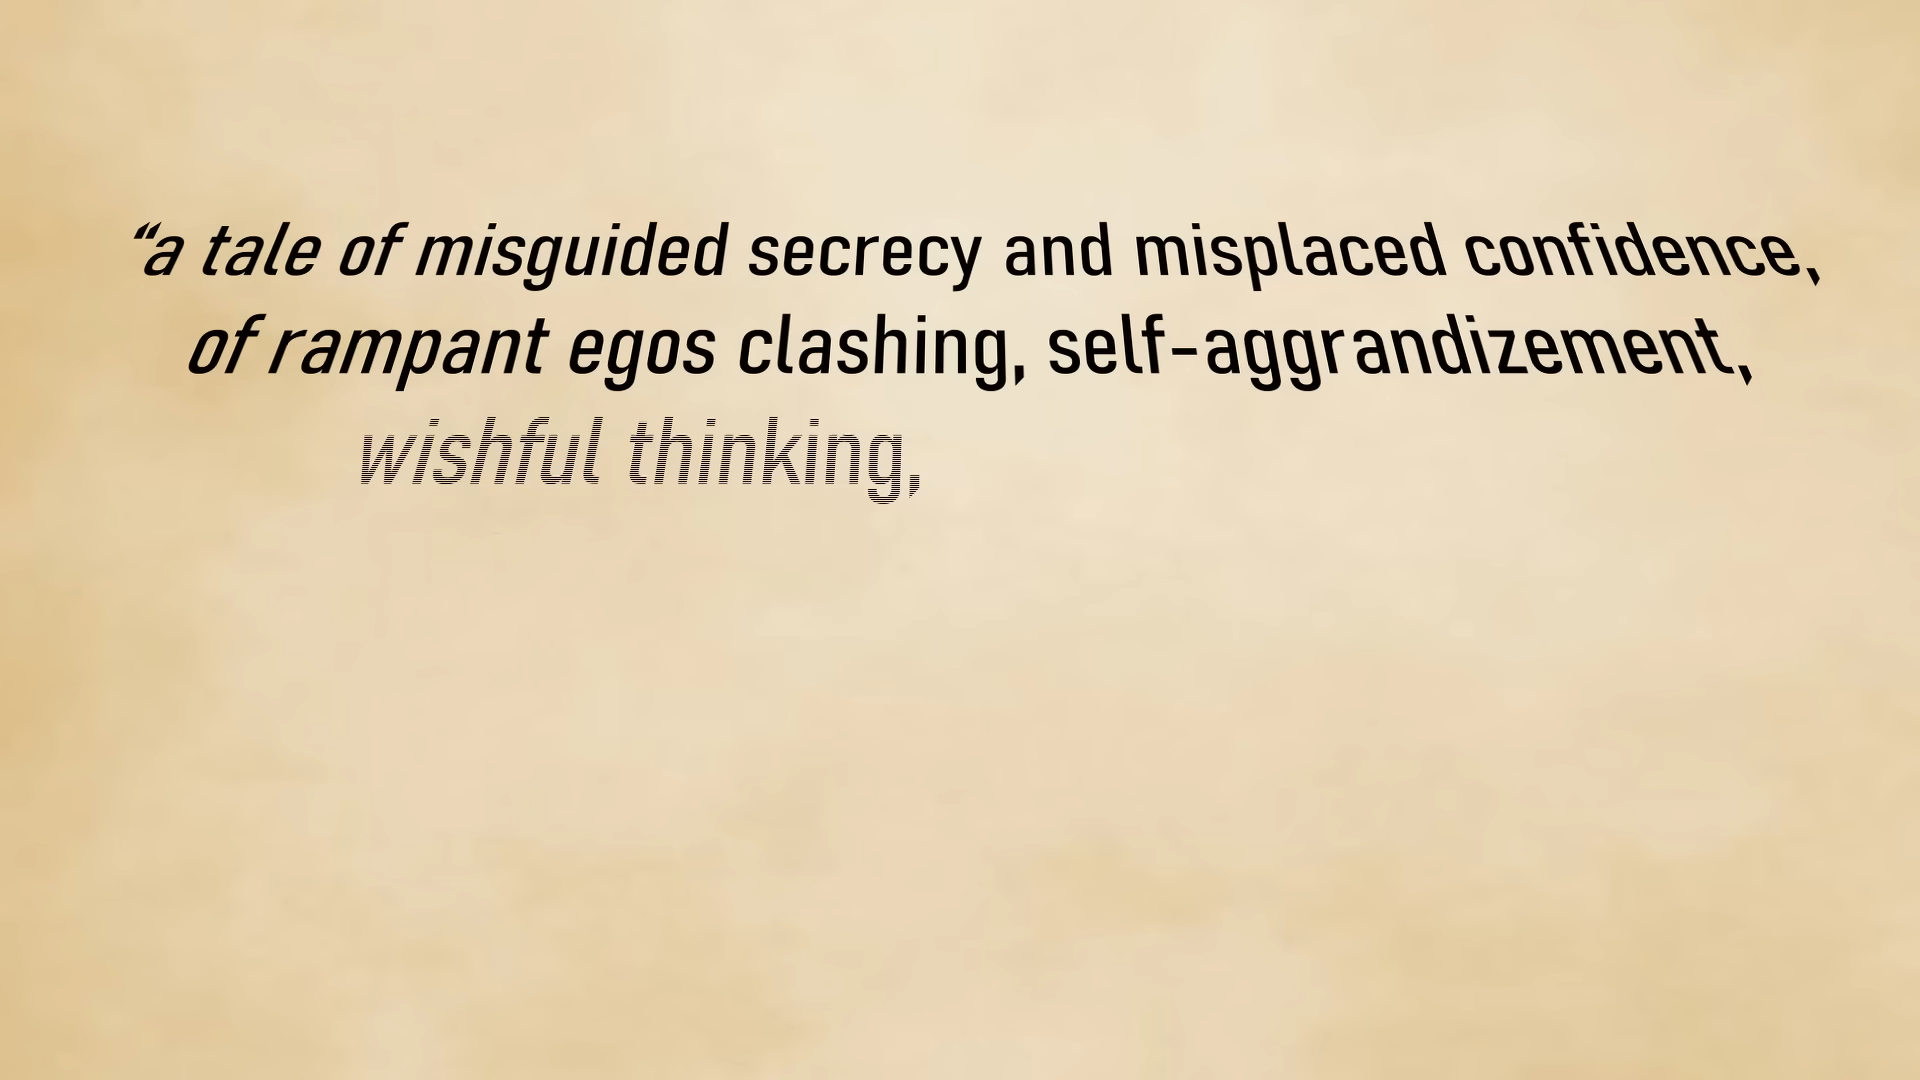 “a tale of misguided secrecy and misplaced confidence,
of rampant egos clashing, self-aggrandizement,
wishful thinking,